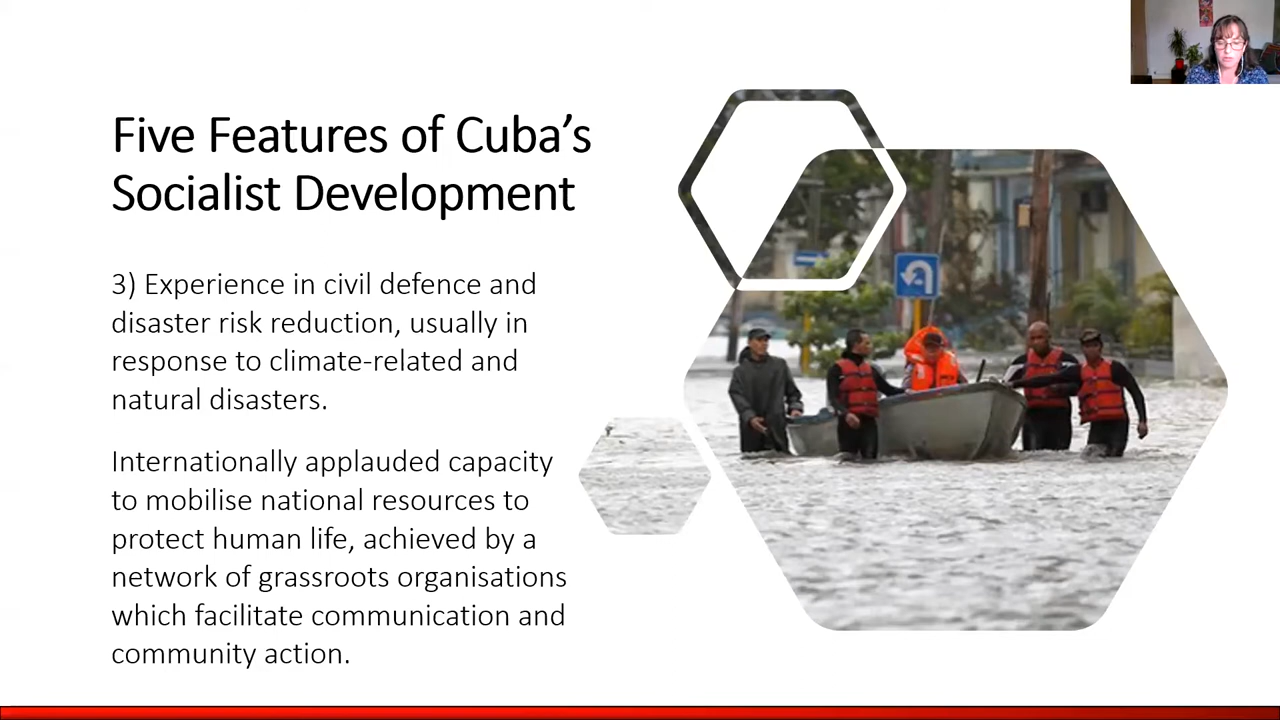 Five Features of Cuba’s
Socialist Development
3) Experience in civil defence and
disaster risk reduction, usually in
response to climate-related and
natural disasters.
Internationally applauded capacity
to mobilise national resources to
protect human life, achieved by a
network of grassroots organisations
which facilitate communication and
community action.